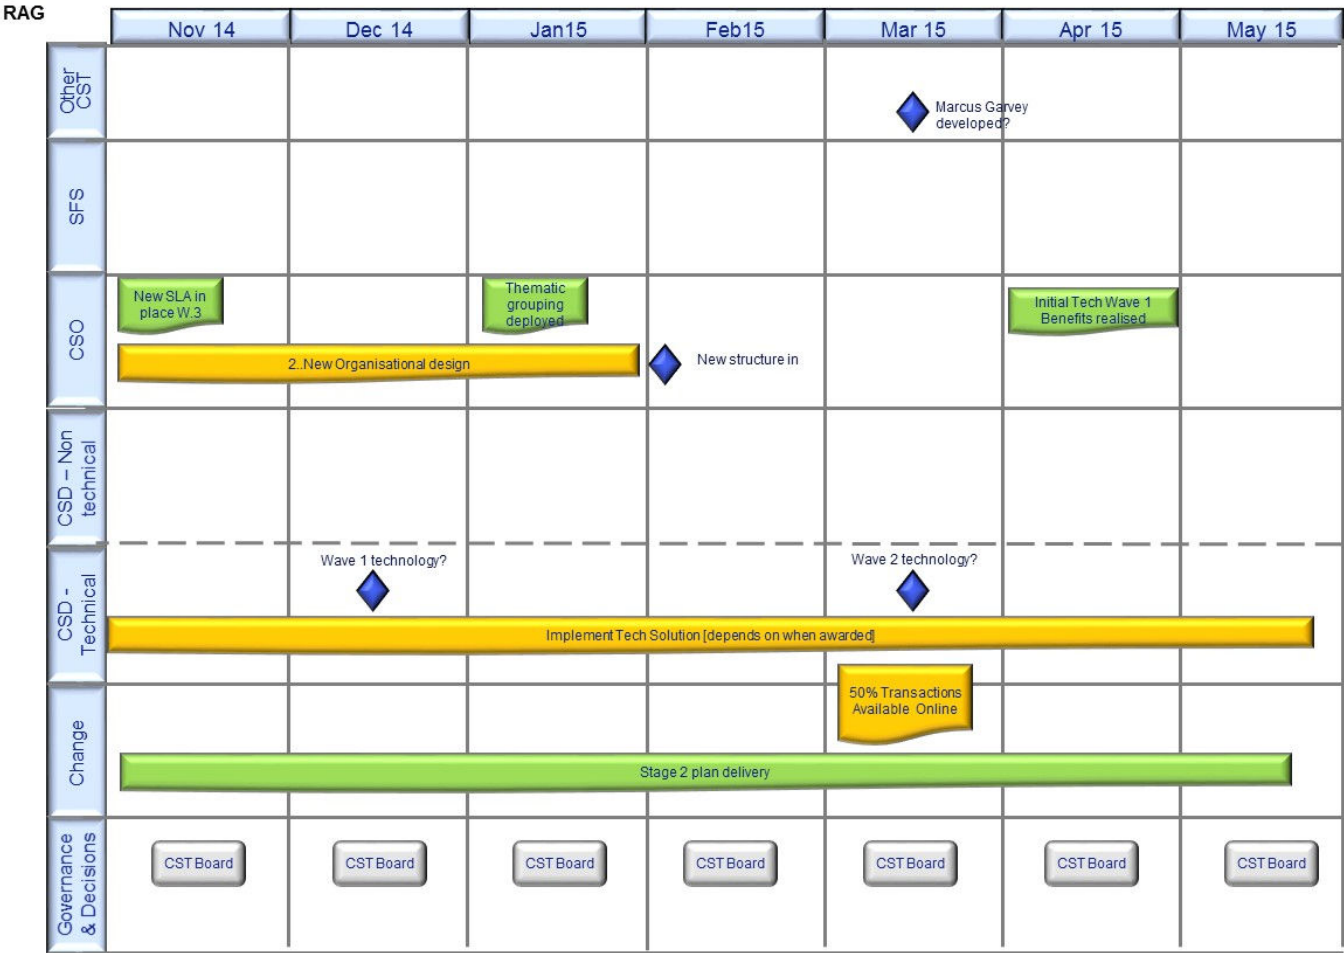 RAG
Nov 14
Dec 14
Jan15
Feb15
Mar 15
Apr 15
May 15
Other
CST
Marcus Garvey
developed?
SFS
CSO
New SLA in
place W.3
Thematic
grouping
deployed
Initial Tech Wave 1
Benefits realised
2..New Organisational design
New structure in
CSD – Non
technical
CSD -
Technical
Wave 1 technology?
Wave 2 technology?
Implement Tech Solution [depends on when awarded]
Change
50% Transactions
Available Online
Stage 2 plan delivery
Governance
& Decisions
CST Board
CST Board
CST Board
CST Board
CST Board
CST Board
CST Board